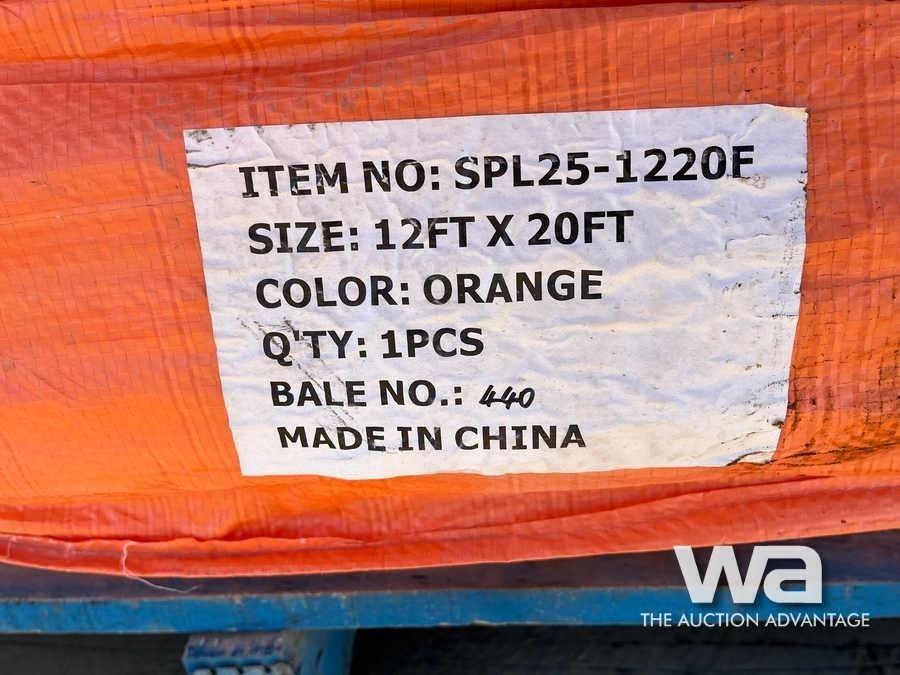 ITEM NO: SPL25-1220F
SIZE: 12FT X 20FT
COLOR: ORANGE
Q'TY: 1PCS
BALE NO.: 440
MADE IN CHINA
wa
THE AUCTION ADVANTAGE